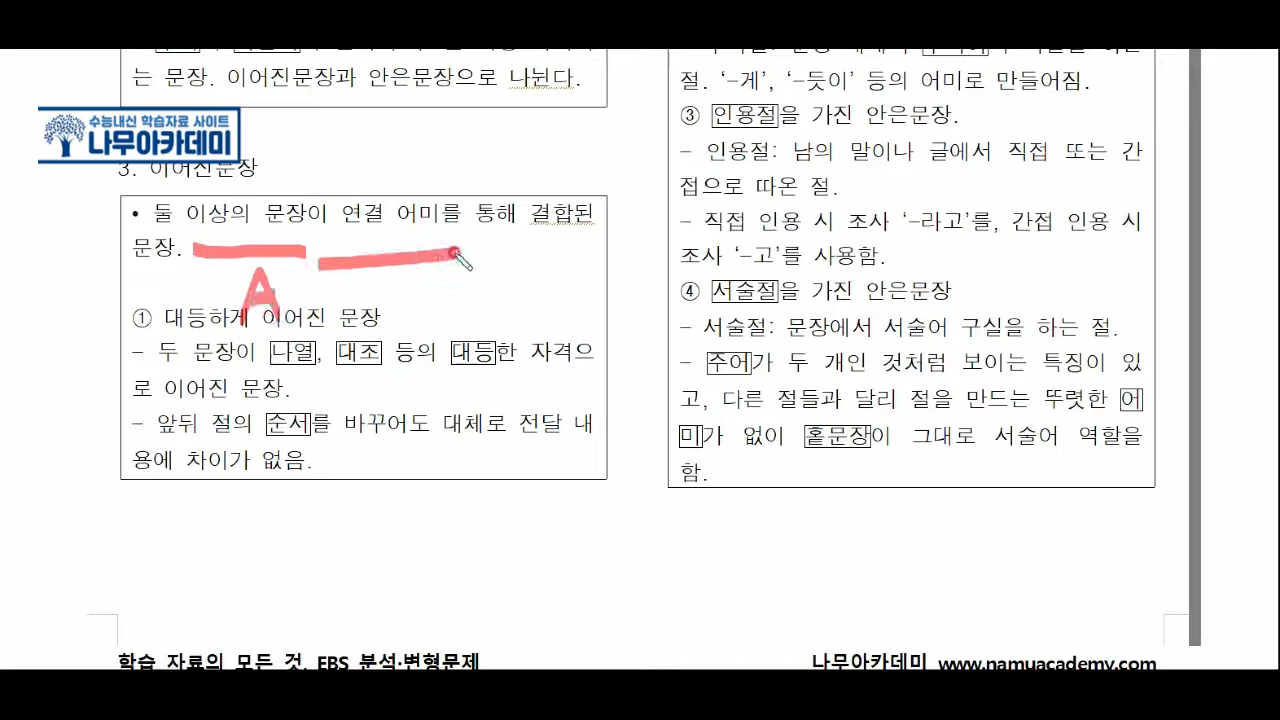 는 문장. 이어진문장과 안은문장으로 나뉜다.
수능내신 학습자료 사이트
나무아카데미
3. 이어진문장
• 둘 이상의 문장이 연결 어미를 통해 결합된
문장.
A
① 대등하게 이어진 문장
– 두 문장이 나열, 대조 등의 대등한 자격으
로 이어진 문장.
– 앞뒤 절의 순서를 바꾸어도 대체로 전달 내
용에 차이가 없음.
절. ‘–게’, ‘–듯이’ 등의 어미로 만들어짐.
③ 인용절을 가진 안은문장.
– 인용절: 남의 말이나 글에서 직접 또는 간
접으로 따온 절.
– 직접 인용 시 조사 ‘–라고’를, 간접 인용 시
조사 ‘–고’를 사용함.
④ 서술절을 가진 안은문장
– 서술절: 문장에서 서술어 구실을 하는 절.
– 주어가 두 개인 것처럼 보이는 특징이 있
고, 다른 절들과 달리 절을 만드는 뚜렷한 어
미가 없이 홑문장이 그대로 서술어 역할을
함.
학습 자료의 모든 것, EBS 분석·변형문제
나무아카데미 www.namuacademy.com